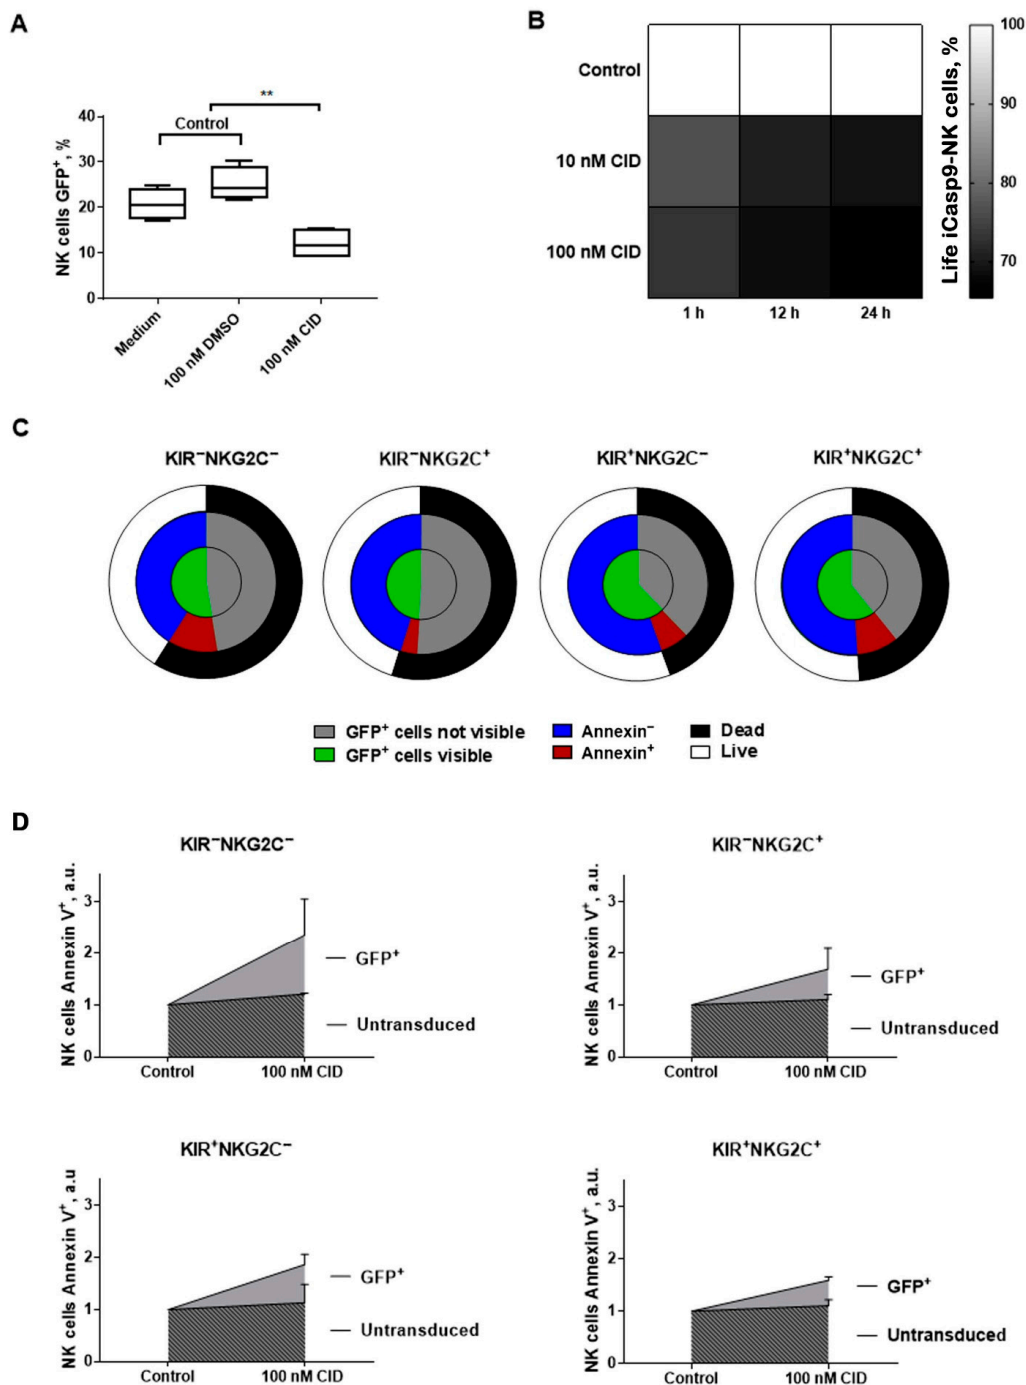 A
NK cells GFP⁺, %
40
30
20
10
0
Control
**
Medium
100 nM DMSO
100 nM CID
B
Control
10 nM CID
100 nM CID
1 h
12 h
24 h
Life iCasp9-NK cells, %
100
90
80
70
C
KIR⁻NKG2C⁻
KIR⁻NKG2C⁺
KIR⁺NKG2C⁻
KIR⁺NKG2C⁺
GFP⁺ cells not visible
GFP⁺ cells visible
Annexin⁻
Annexin⁺
Dead
Live
D
KIR⁻NKG2C⁻
NK cells Annexin V⁺, a.u.
3
2
1
0
GFP⁺
Untransduced
Control
100 nM CID
KIR⁻NKG2C⁺
NK cells Annexin V⁺, a.u.
3
2
1
0
GFP⁺
Untransduced
Control
100 nM CID
KIR⁺NKG2C⁻
NK cells Annexin V⁺, a.u
3
2
1
0
GFP⁺
Untransduced
Control
100 nM CID
KIR⁺NKG2C⁺
NK cells Annexin V⁺, a.u.
3
2
1
0
GFP⁺
Untransduced
Control
100 nM CID